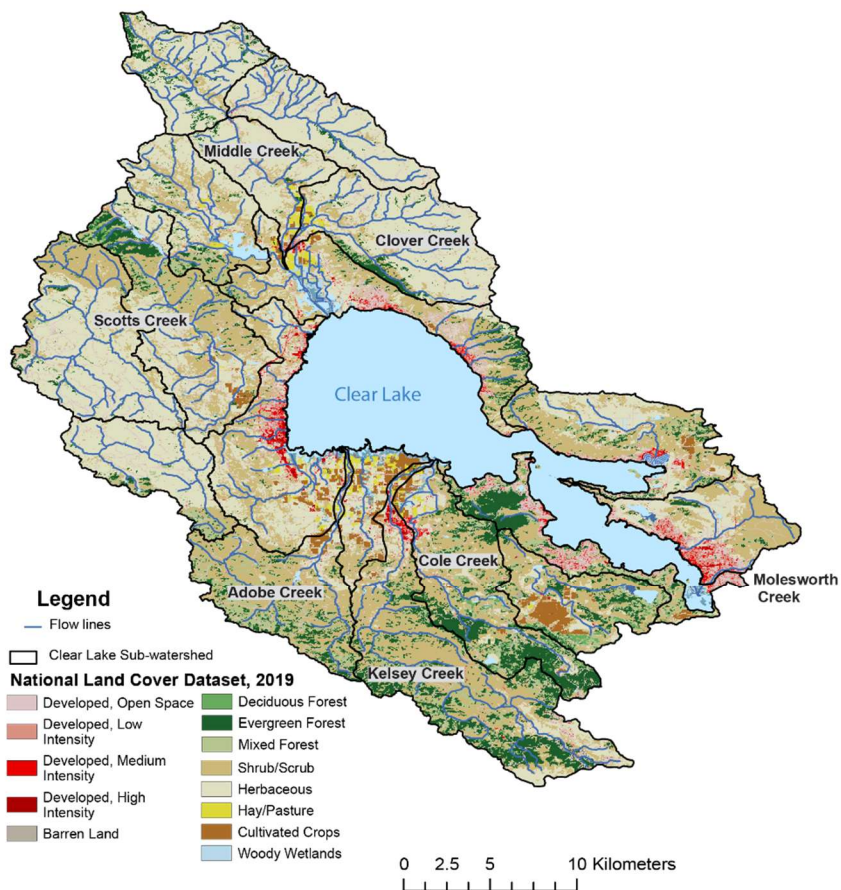 Middle Creek
Clover Creek
Scotts Creek
Clear Lake
Cole Creek
Adobe Creek
Molesworth
Creek
Kelsey Creek
Legend
Flow lines
Clear Lake Sub-watershed
National Land Cover Dataset, 2019
Developed, Open Space
Developed, Low
Intensity
Developed, Medium
Intensity
Developed, High
Intensity
Barren Land
Deciduous Forest
Evergreen Forest
Mixed Forest
Shrub/Scrub
Herbaceous
Hay/Pasture
Cultivated Crops
Woody Wetlands
0 2.5 5 10 Kilometers